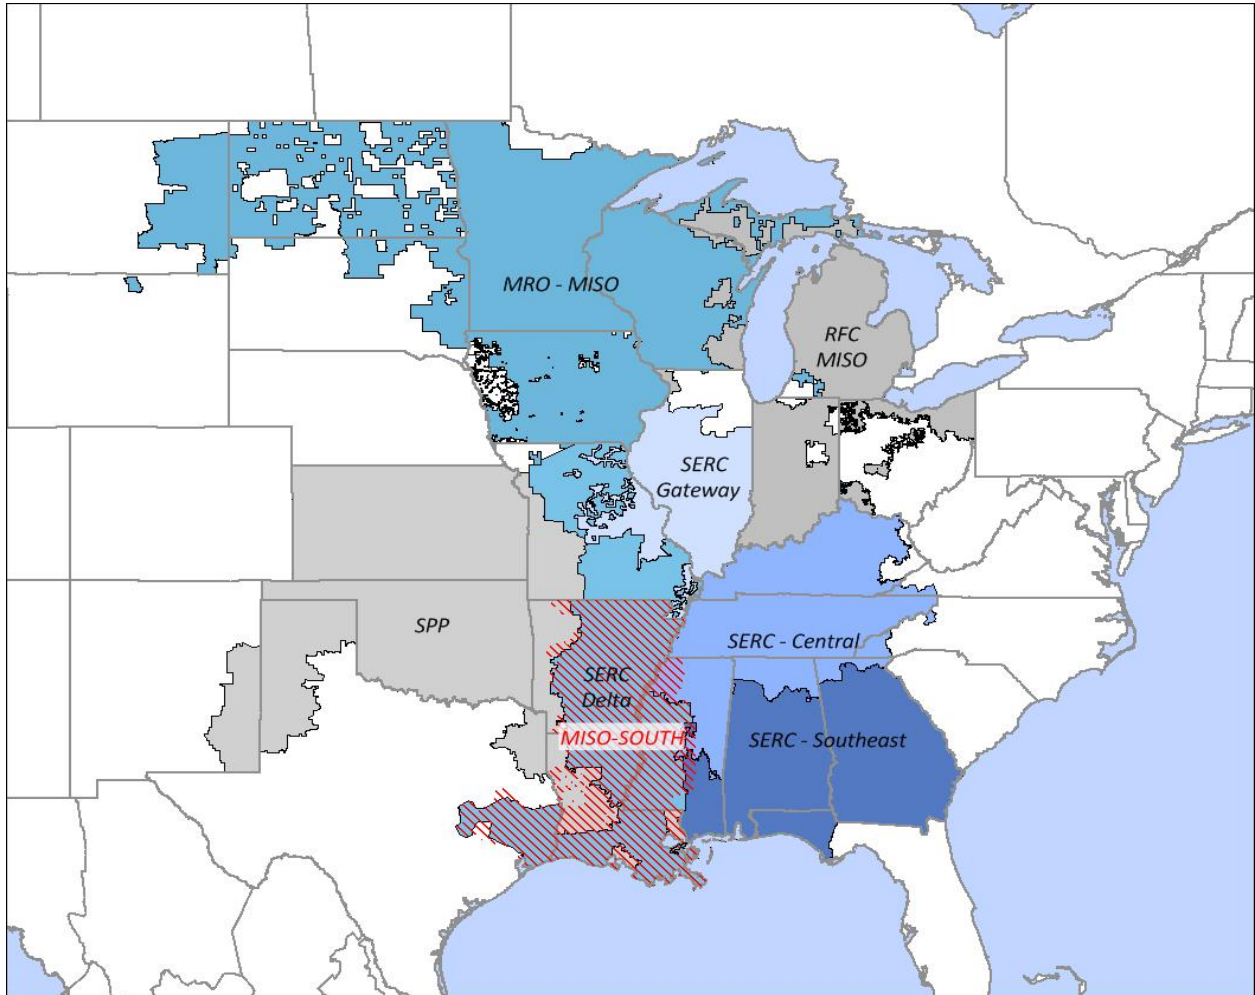 MRO - MISO
RFC
MISO
SERC
Gateway
SPP
SERC - Central
SERC
Delta
MISO-SOUTH
SERC - Southeast